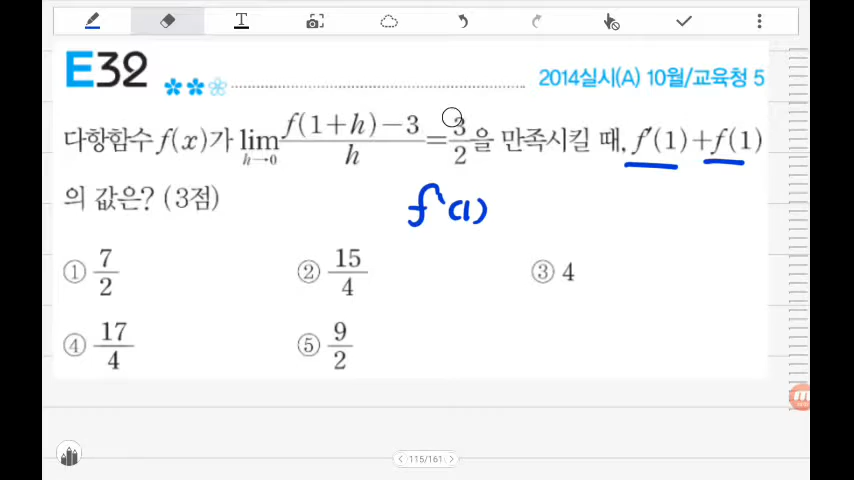 T
E32
2014실시(A) 10월/교육청 5
다항함수 f(x)가 lim h→0 f(1+h)-3/h = 3/2 을 만족시킬 때, f'(1)+f(1)
의 값은? (3점)
f'(1)
① 7/2 ② 15/4 ③ 4
④ 17/4 ⑤ 9/2
< 115/161 >